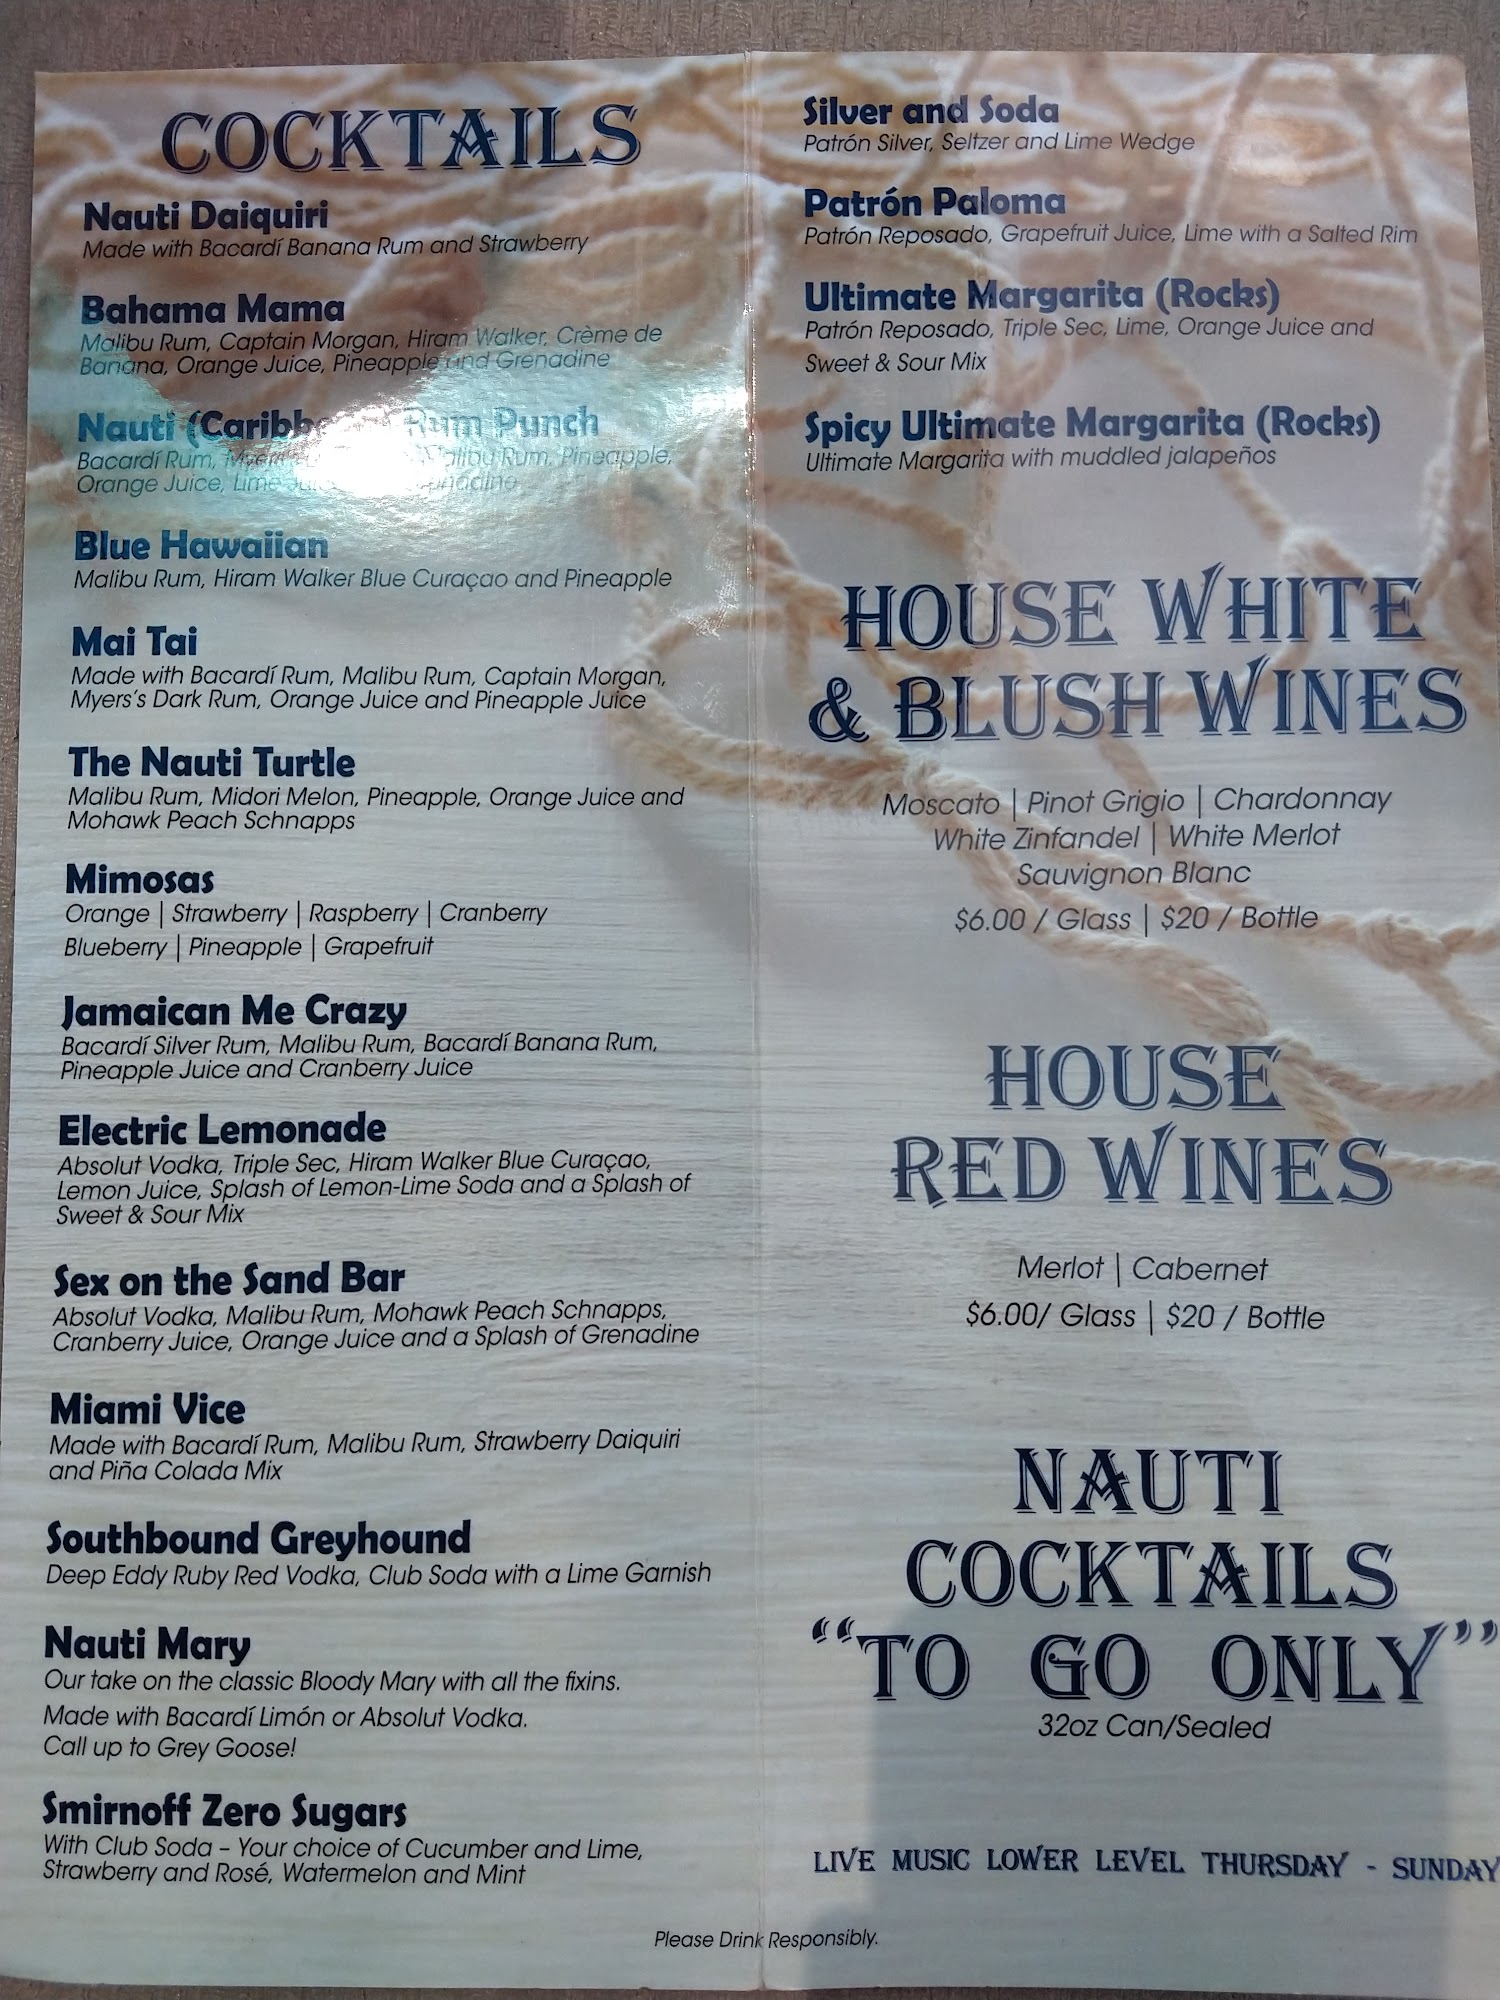 COCKTAILS
Nauti Daiquiri
Made with Bacardí Banana Rum and Strawberry
Bahama Mama
Malibu Rum, Captain Morgan, Hiram Walker, Crème de
Banana, Orange Juice, Pineapple and Grenadine
Nauti Rum Punch
Bacardí Rum, Malibu Rum, Pineapple,
Orange Juice, Lime
Blue Hawaiian
Malibu Rum, Hiram Walker Blue Curaçao and Pineapple
Mai Tai
Made with Bacardí Rum, Malibu Rum, Captain Morgan,
Myers's Dark Rum, Orange Juice and Pineapple Juice
The Nauti Turtle
Malibu Rum, Midori Melon, Pineapple, Orange Juice and
Mohawk Peach Schnapps
Mimosas
Orange | Strawberry | Raspberry | Cranberry
Blueberry | Pineapple | Grapefruit
Jamaican Me Crazy
Bacardí Silver Rum, Malibu Rum, Bacardí Banana Rum,
Pineapple Juice and Cranberry Juice
Electric Lemonade
Absolut Vodka, Triple Sec, Hiram Walker Blue Curaçao,
Lemon Juice, Splash of Lemon-Lime Soda and a Splash of
Sweet & Sour Mix
Sex on the Sand Bar
Absolut Vodka, Malibu Rum, Mohawk Peach Schnapps,
Cranberry Juice, Orange Juice and a Splash of Grenadine
Miami Vice
Made with Bacardí Rum, Malibu Rum, Strawberry Daiquiri
and Piña Colada Mix
Southbound Greyhound
Deep Eddy Ruby Red Vodka, Club Soda with a Lime Garnish
Nauti Mary
Our take on the classic Bloody Mary with all the fixins.
Made with Bacardí Limón or Absolut Vodka.
Call up to Grey Goose!
Smirnoff Zero Sugars
With Club Soda – Your choice of Cucumber and Lime,
Strawberry and Rosé, Watermelon and Mint
Silver and Soda
Patrón Silver, Seltzer and Lime Wedge
Patrón Paloma
Patrón Reposado, Grapefruit Juice, Lime with a Salted Rim
Ultimate Margarita (Rocks)
Patrón Reposado, Triple Sec, Lime, Orange Juice and
Sweet & Sour Mix
Spicy Ultimate Margarita (Rocks)
Ultimate Margarita with muddled jalapeños
HOUSE WHITE
& BLUSH WINES
Moscato | Pinot Grigio | Chardonnay
White Zinfandel | White Merlot
Sauvignon Blanc
$6.00 / Glass | $20 / Bottle
HOUSE
RED WINES
Merlot | Cabernet
$6.00/ Glass | $20 / Bottle
NAUTI
COCKTAILS
“TO GO ONLY”
32oz Can/Sealed
LIVE MUSIC LOWER LEVEL THURSDAY - SUNDAY
Please Drink Responsibly.